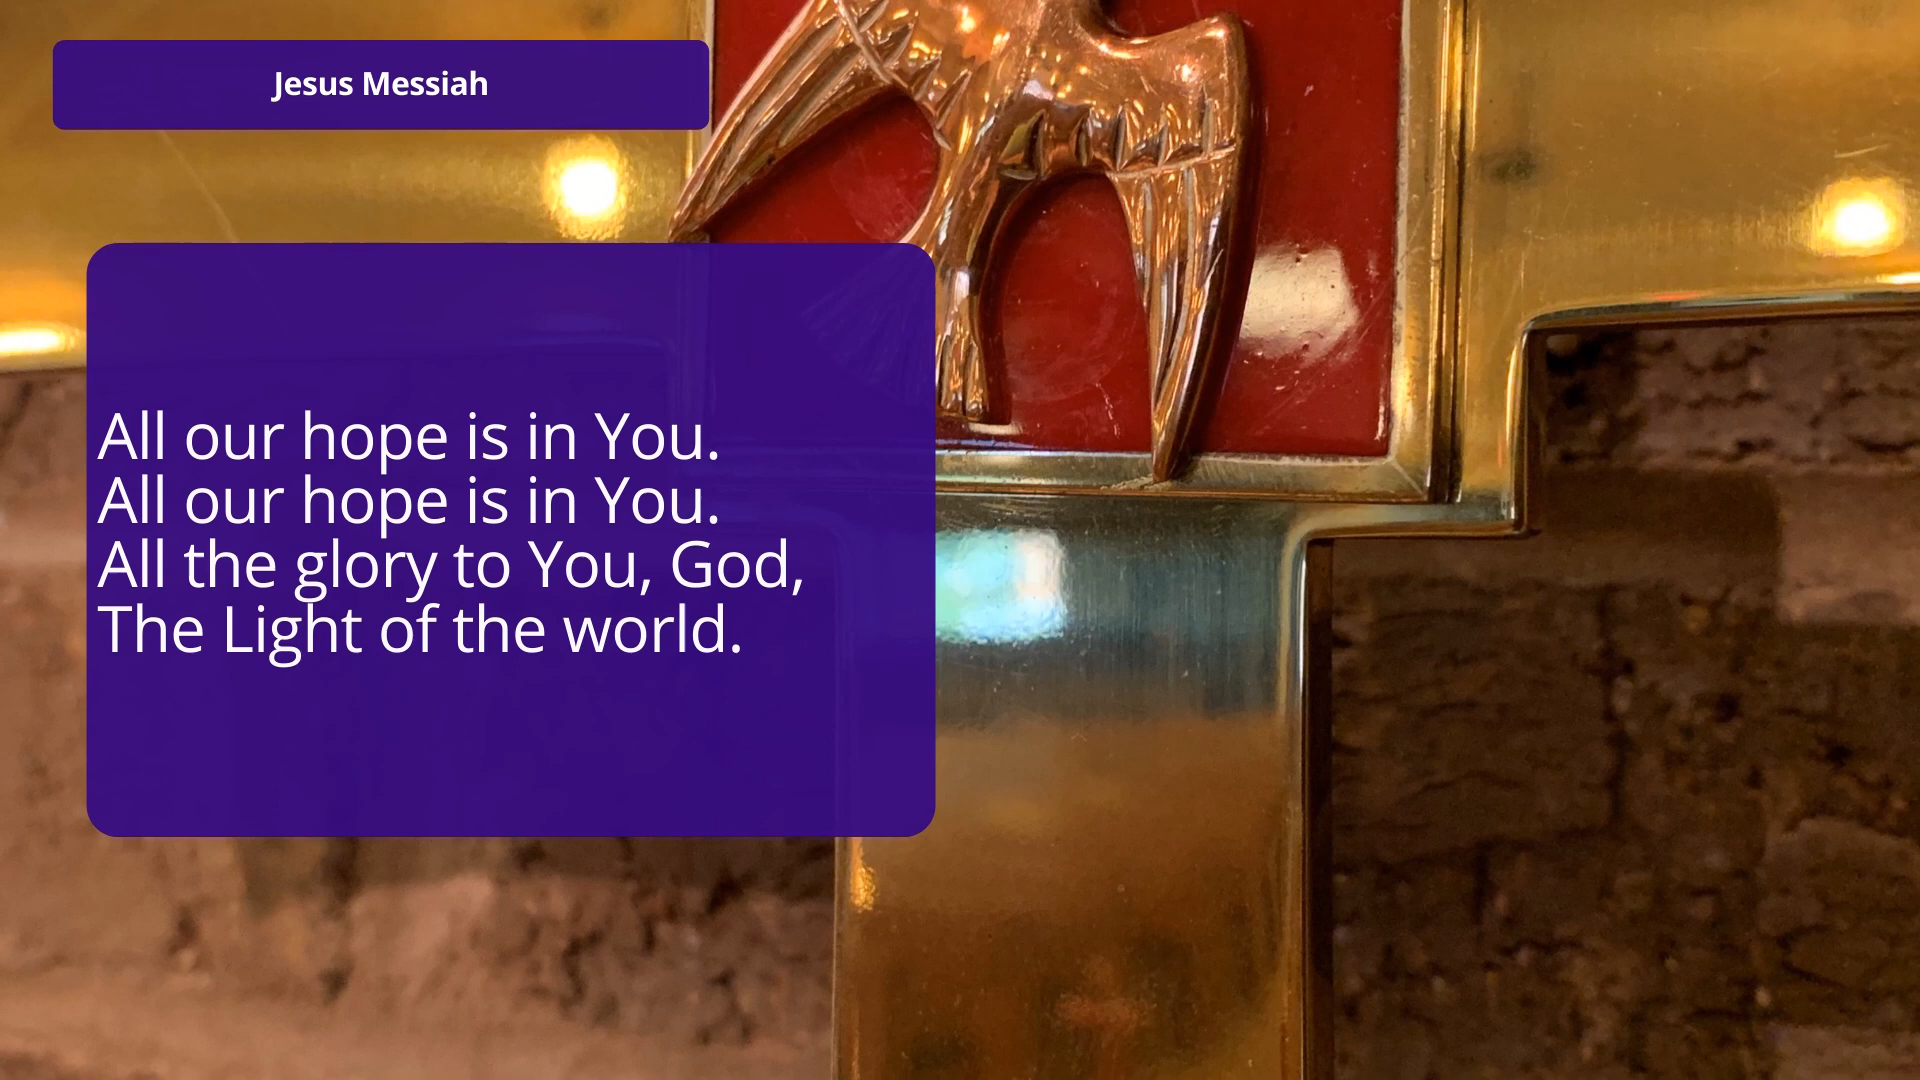 Jesus Messiah
All our hope is in You.
All our hope is in You.
All the glory to You, God,
The Light of the world.